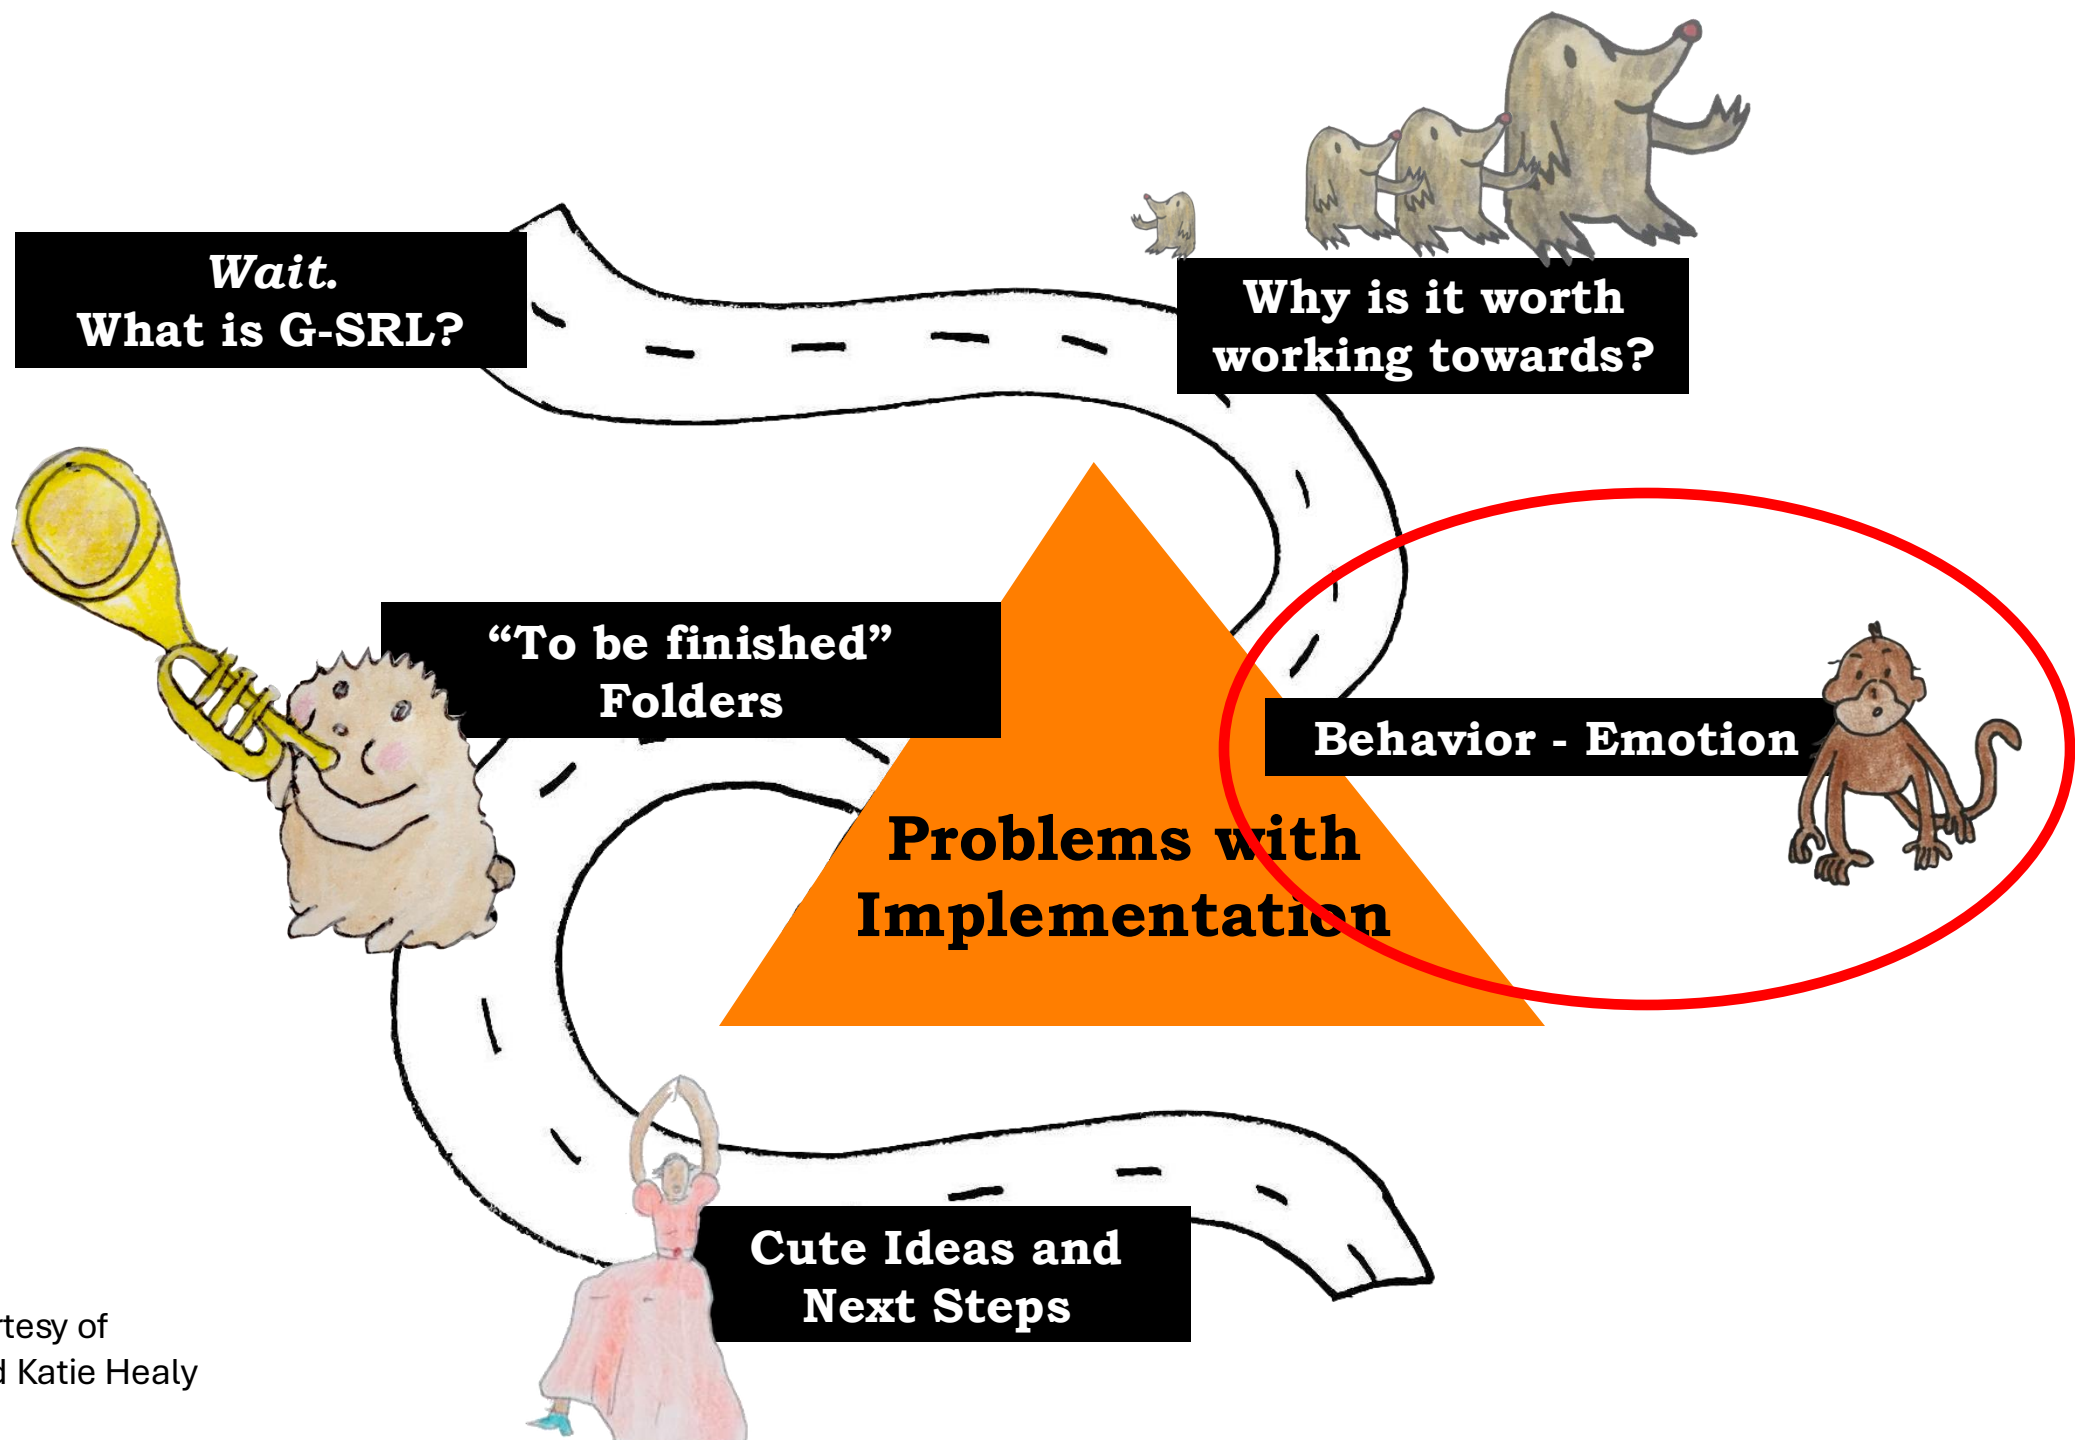 Wait.
What is G-SRL?
Why is it worth
working towards?
“To be finished”
Folders
Behavior - Emotion
Problems with
Implementation
Cute Ideas and
Next Steps
of
Katie Healy